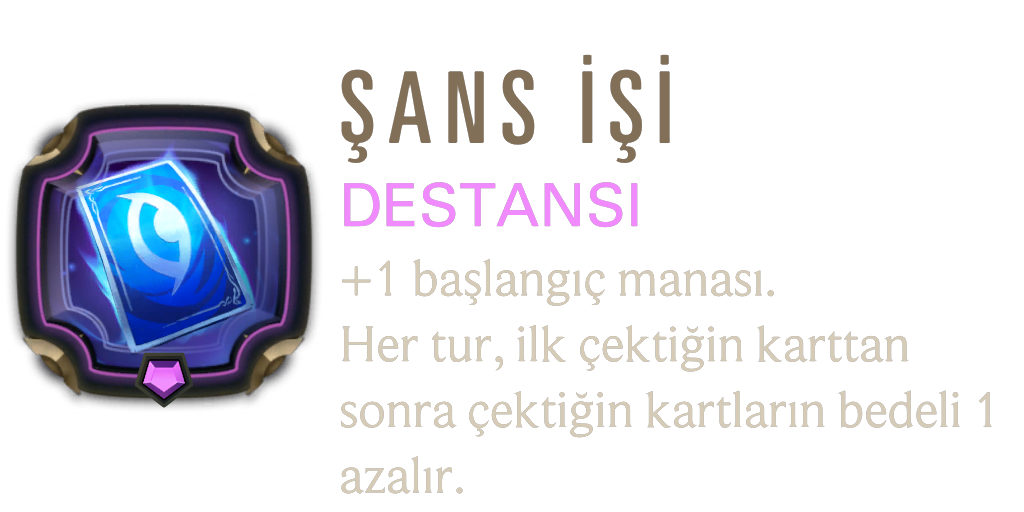 ŞANS İŞİ
DESTANSI
+1 başlangıç manası.
Her tur, ilk çektiğin karttan
sonra çektiğin kartların bedeli 1
azalır.